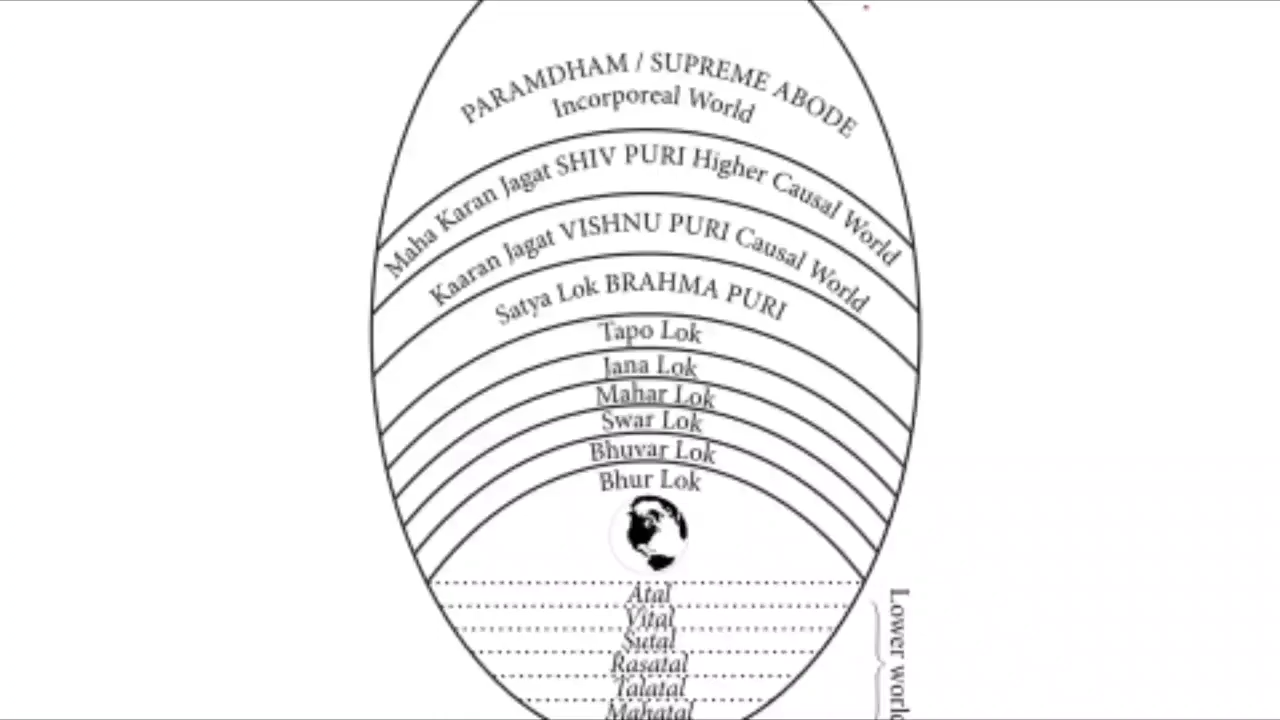 PARAMDHAM / SUPREME ABODE
Incorporeal World
Maha Karan Jagat SHIV PURI Higher Causal World
Kaaran Jagat VISHNU PURI Causal World
Satya Lok BRAHMA PURI
Tapo Lok
Jana Lok
Mahar Lok
Swar Lok
Bhuvar Lok
Bhur Lok
Atal
Vital
Sutal
Rasatal
Talatal
Mahatal
Lower world